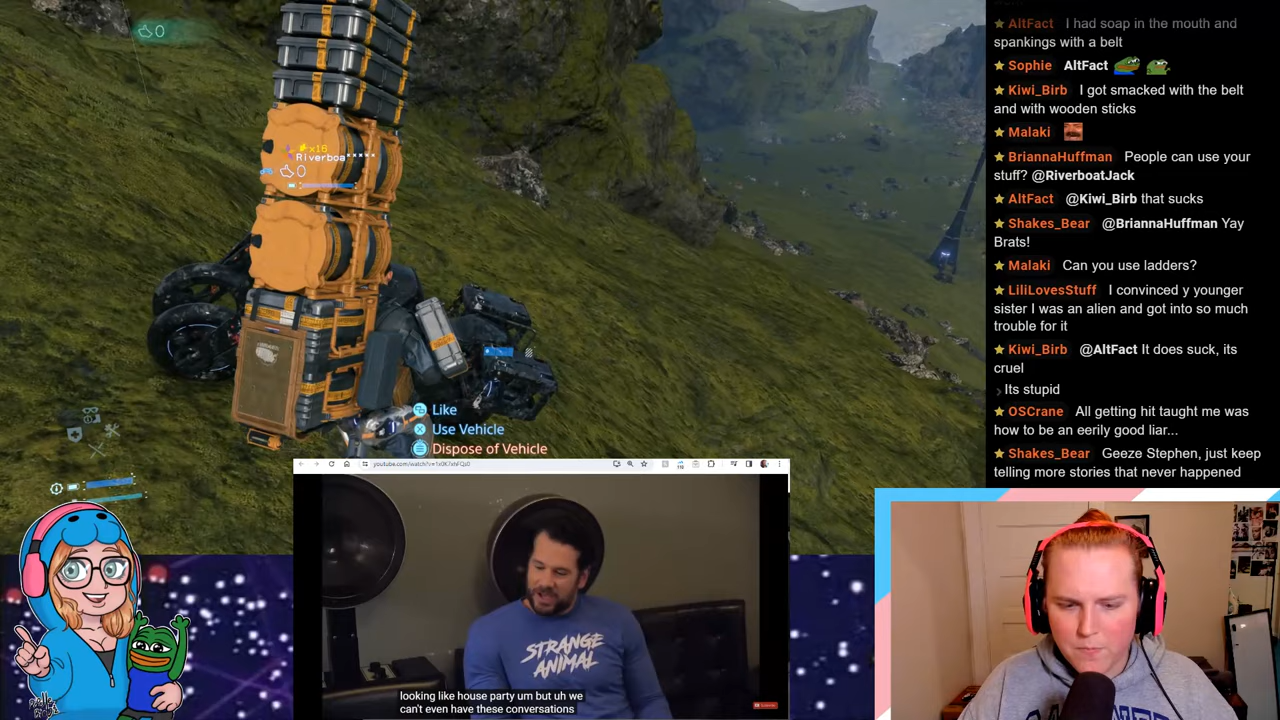 0
x16
Riverboa
0
Like
Use Vehicle
Dispose of Vehicle
AltFact I had soap in the mouth and
spankings with a belt
Sophie AltFact
Kiwi_Birb I got smacked with the belt
and with wooden sticks
Malaki
BriannaHuffman People can use your
stuff? @RiverboatJack
AltFact @Kiwi_Birb that sucks
Shakes_Bear @BriannaHuffman Yay
Brats!
Malaki Can you use ladders?
LiliLovesStuff I convinced y younger
sister I was an alien and got into so much
trouble for it
Kiwi_Birb @AltFact It does suck, its
cruel
Its stupid
OSCrane All getting hit taught me was
how to be an eerily good liar...
Shakes_Bear Geeze Stephen, just keep
telling more stories that never happened
STRANGE
ANIMAL
looking like house party um but uh we
can't even have these conversations